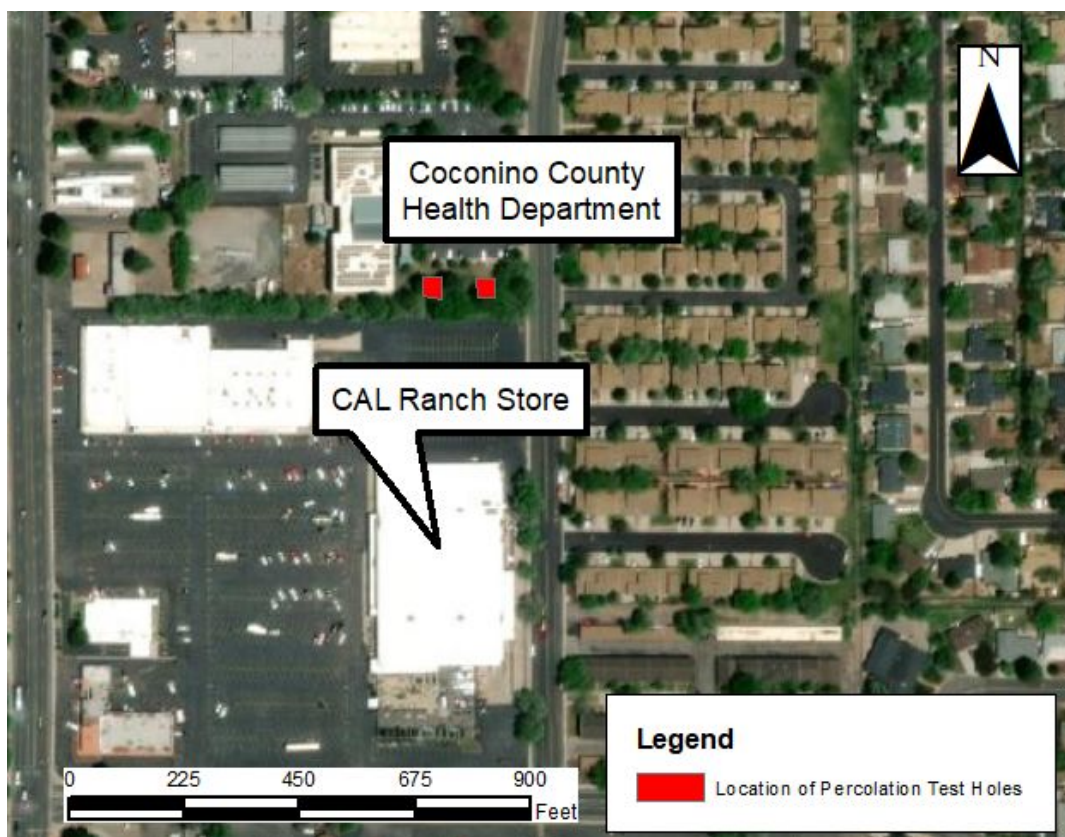 N
Coconino County
Health Department
CAL Ranch Store
Legend
Location of Percolation Test Holes
0 225 450 675 900
Feet